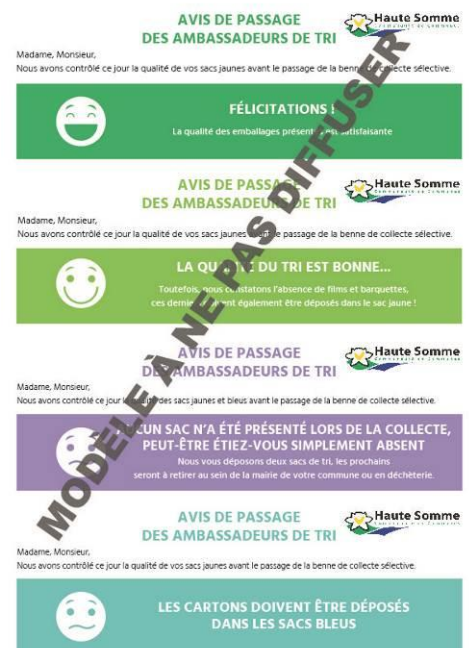 AVIS DE PASSAGE
DES AMBASSADEURS DE TRI
Haute Somme
Madame, Monsieur,
Nous avons contrôlé ce jour la qualité de vos sacs jaunes avant le passage de la benne de collecte sélective.
FÉLICITATIONS !
La qualité des emballages présentés est satisfaisante
AVIS DE PASSAGE
DES AMBASSADEURS DE TRI
Haute Somme
Madame, Monsieur,
Nous avons contrôlé ce jour la qualité de vos sacs jaunes avant le passage de la benne de collecte sélective.
LA QUALITÉ DU TRI EST BONNE...
Toutefois, nous constatons l'absence de films et barquettes,
ces derniers doivent également être déposés dans le sac jaune !
AVIS DE PASSAGE
DES AMBASSADEURS DE TRI
Haute Somme
Madame, Monsieur,
Nous avons contrôlé ce jour la qualité des sacs jaunes et bleus avant le passage de la benne de collecte sélective.
AUCUN SAC N'A ÉTÉ PRÉSENTÉ LORS DE LA COLLECTE,
PEUT-ÊTRE ÉTIEZ-VOUS SIMPLEMENT ABSENT
Nous vous déposons deux sacs de tri, les prochains
seront à retirer au sein de la mairie de votre commune ou en déchèterie.
AVIS DE PASSAGE
DES AMBASSADEURS DE TRI
Haute Somme
Madame, Monsieur,
Nous avons contrôlé ce jour la qualité de vos sacs jaunes avant le passage de la benne de collecte sélective.
LES CARTONS DOIVENT ÊTRE DÉPOSÉS
DANS LES SACS BLEUS
MODÈLE À NE PAS DIFFUSER